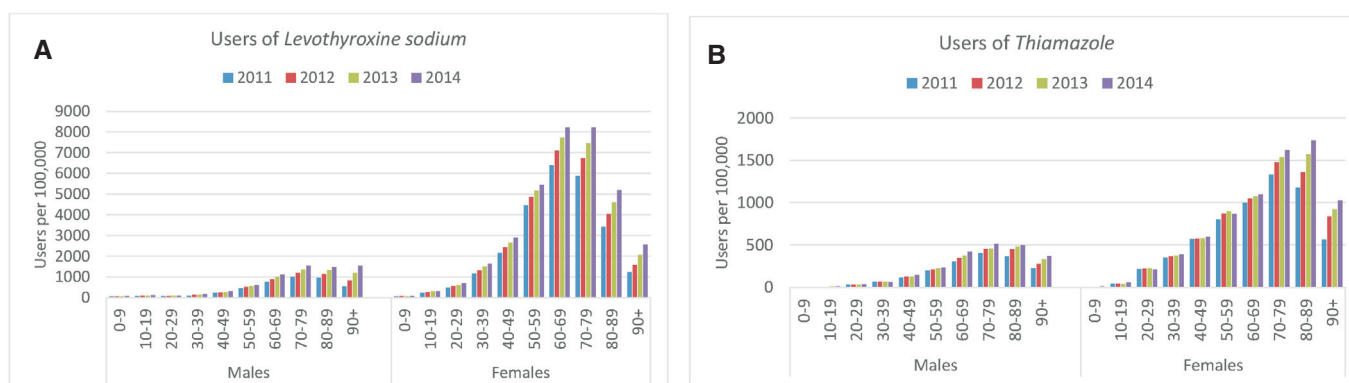 A
Users of Levothyroxine sodium
2011 2012 2013 2014
Users per 100,000
9000
8000
7000
6000
5000
4000
3000
2000
1000
0
0-9 10-19 20-29 30-39 40-49 50-59 60-69 70-79 80-89 90+ 0-9 10-19 20-29 30-39 40-49 50-59 60-69 70-79 80-89 90+
Males Females
B
Users of Thiamazole
2011 2012 2013 2014
Users per 100,000
2000
1500
1000
500
0
0-9 10-19 20-29 30-39 40-49 50-59 60-69 70-79 80-89 90+ 0-9 10-19 20-29 30-39 40-49 50-59 60-69 70-79 80-89 90+
Males Females